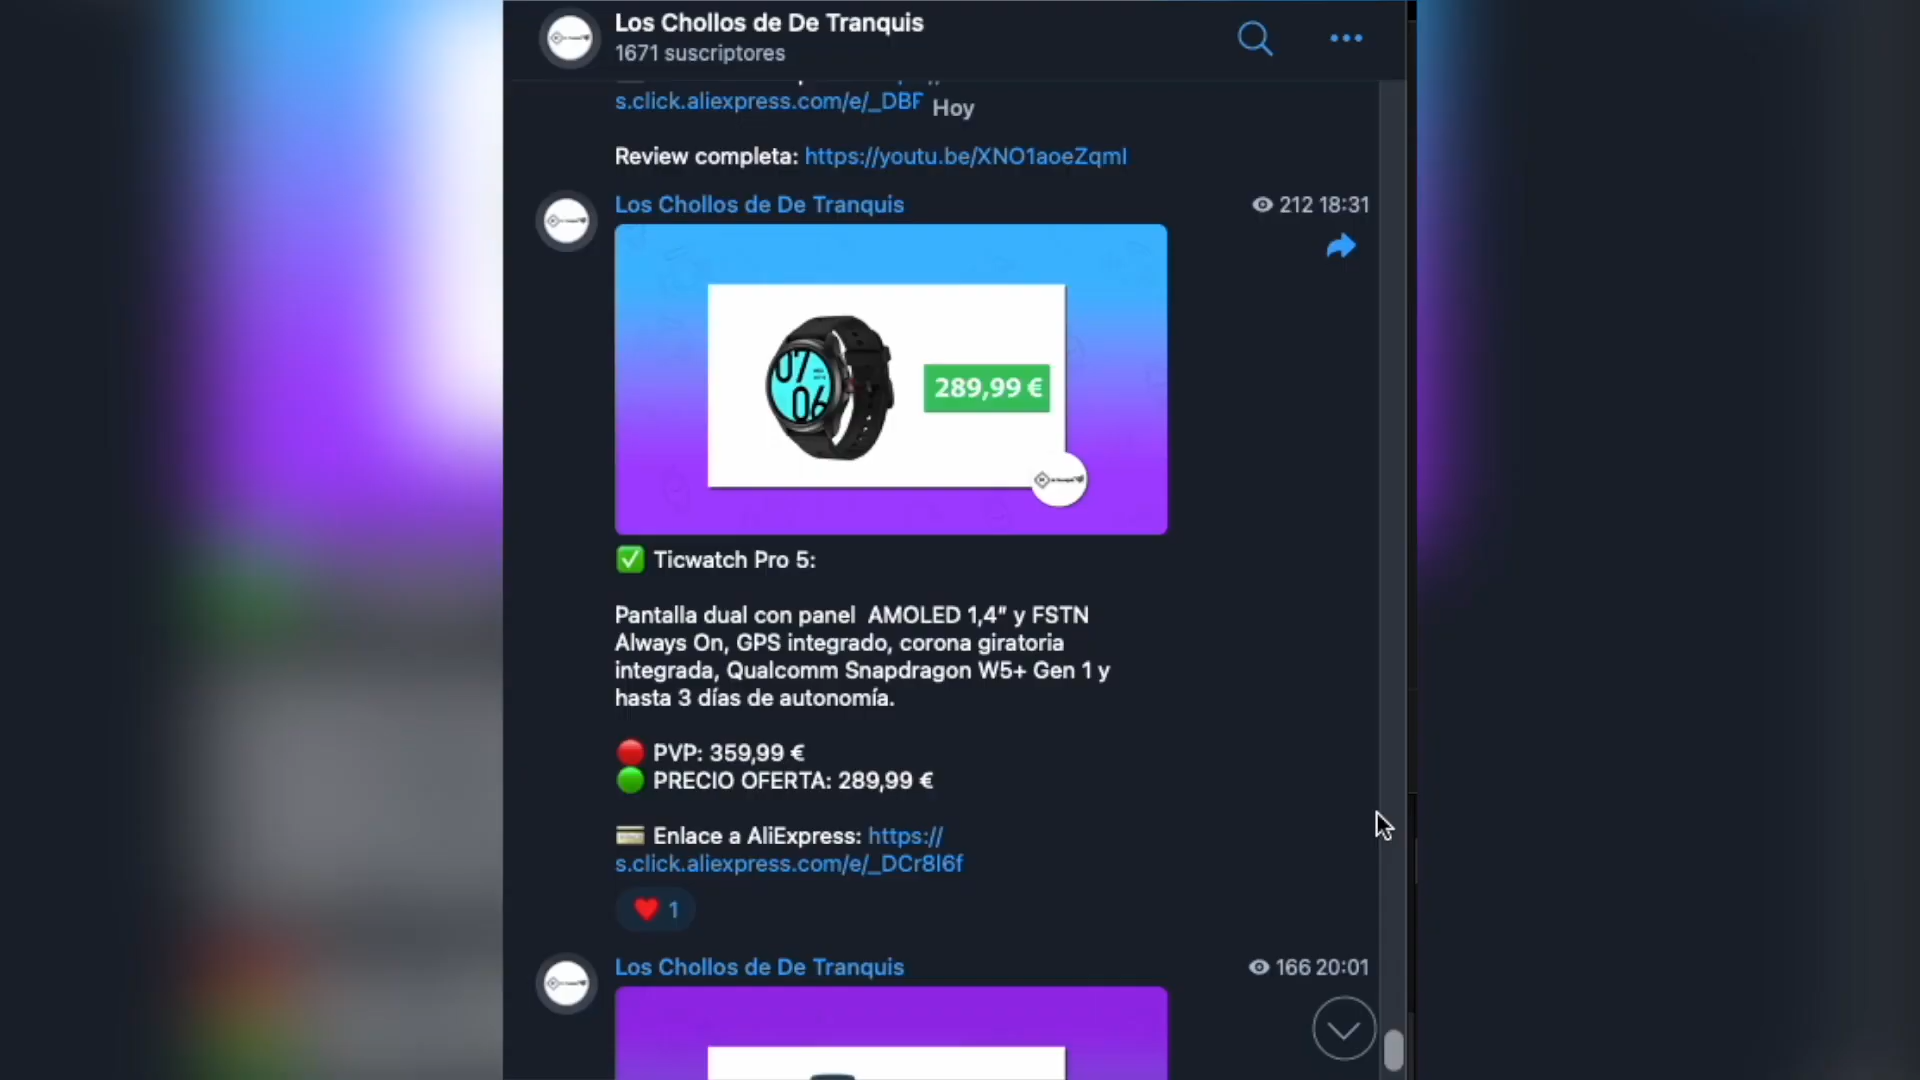 Los Chollos de De Tranquis
1671 suscriptores
s.click.aliexpress.com/e/_DBF
Hoy
Review completa: https://youtu.be/XNO1aoeZqmI
Los Chollos de De Tranquis
212 18:31
07
06
289,99 €
✅ Ticwatch Pro 5:
Pantalla dual con panel AMOLED 1,4" y FSTN
Always On, GPS integrado, corona giratoria
integrada, Qualcomm Snapdragon W5+ Gen 1 y
hasta 3 días de autonomía.
🔴 PVP: 359,99 €
🟢 PRECIO OFERTA: 289,99 €
💳 Enlace a AliExpress: https://
s.click.aliexpress.com/e/_DCr8I6f
❤️ 1
Los Chollos de De Tranquis
166 20:01